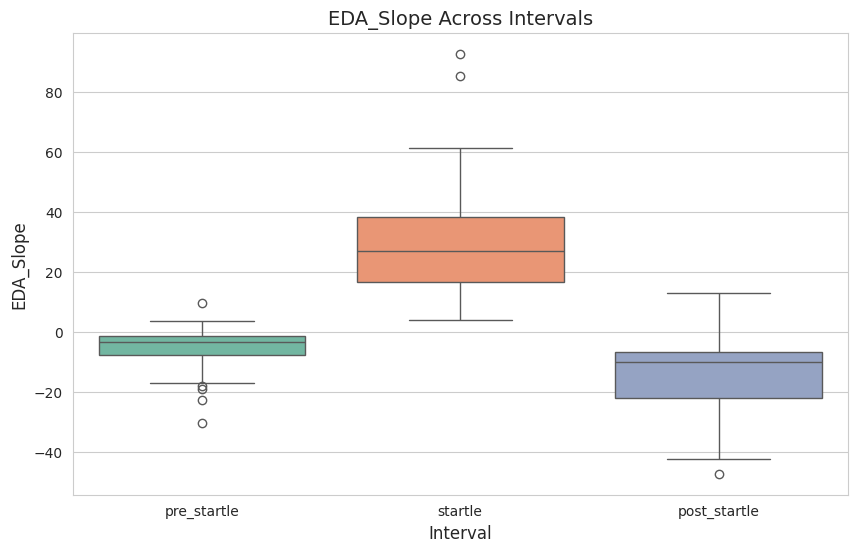 EDA_Slope Across Intervals
EDA_Slope
80
60
40
20
0
−20
−40
pre_startle
startle
post_startle
Interval